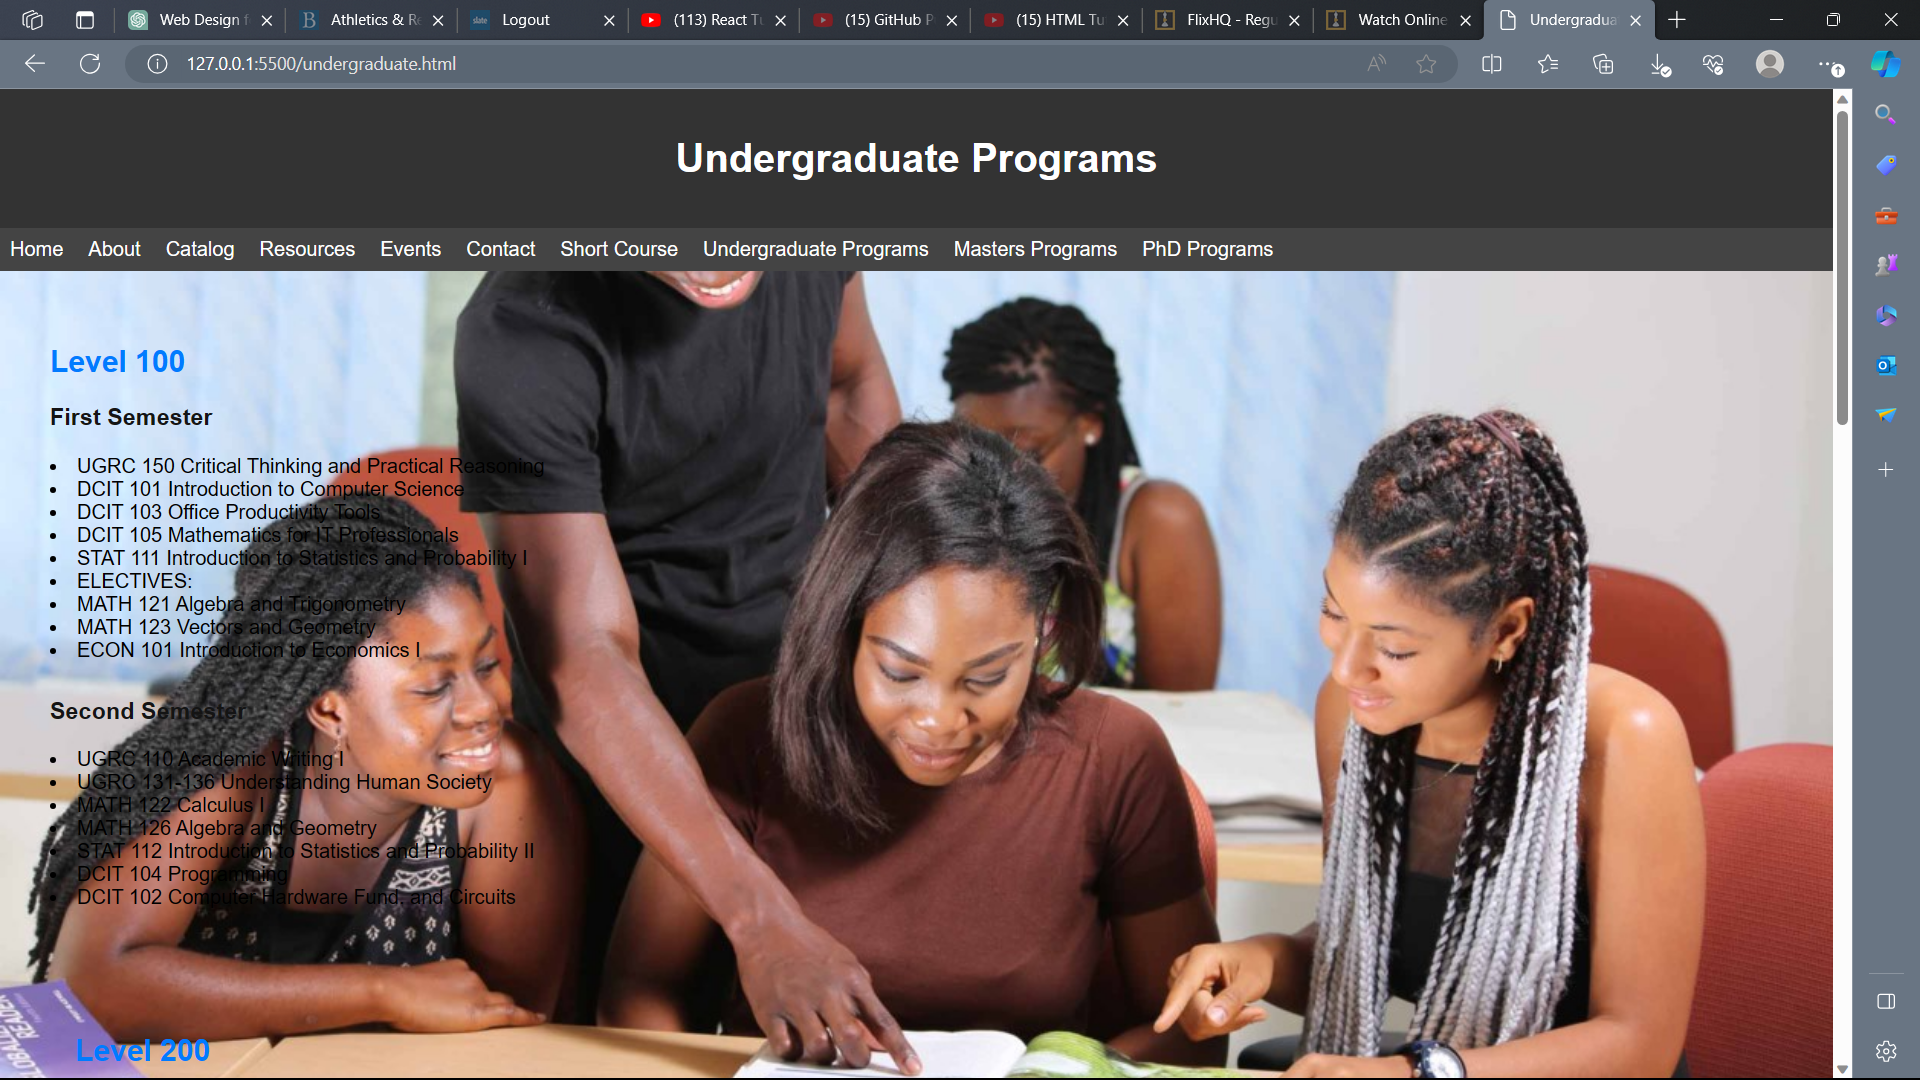 Web Design f
Athletics & Re
Logout
(113) React Tu
(15) GitHub P
(15) HTML Tu
FlixHQ - Regu
Watch Online
Undergradua
127.0.0.1:5500/undergraduate.html
Undergraduate Programs
Home About Catalog Resources Events Contact Short Course Undergraduate Programs Masters Programs PhD Programs
Level 100
First Semester
UGRC 150 Critical Thinking and Practical Reasoning
DCIT 101 Introduction to Computer Science
DCIT 103 Office Productivity Tools
DCIT 105 Mathematics for IT Professionals
STAT 111 Introduction to Statistics and Probability I
ELECTIVES:
MATH 121 Algebra and Trigonometry
MATH 123 Vectors and Geometry
ECON 101 Introduction to Economics I
Second Semester
UGRC 110 Academic Writing I
UGRC 131-136 Understanding Human Society
MATH 122 Calculus I
MATH 126 Algebra and Geometry
STAT 112 Introduction to Statistics and Probability II
DCIT 104 Programming
DCIT 102 Computer Hardware Fund. and Circuits
Level 200
READER